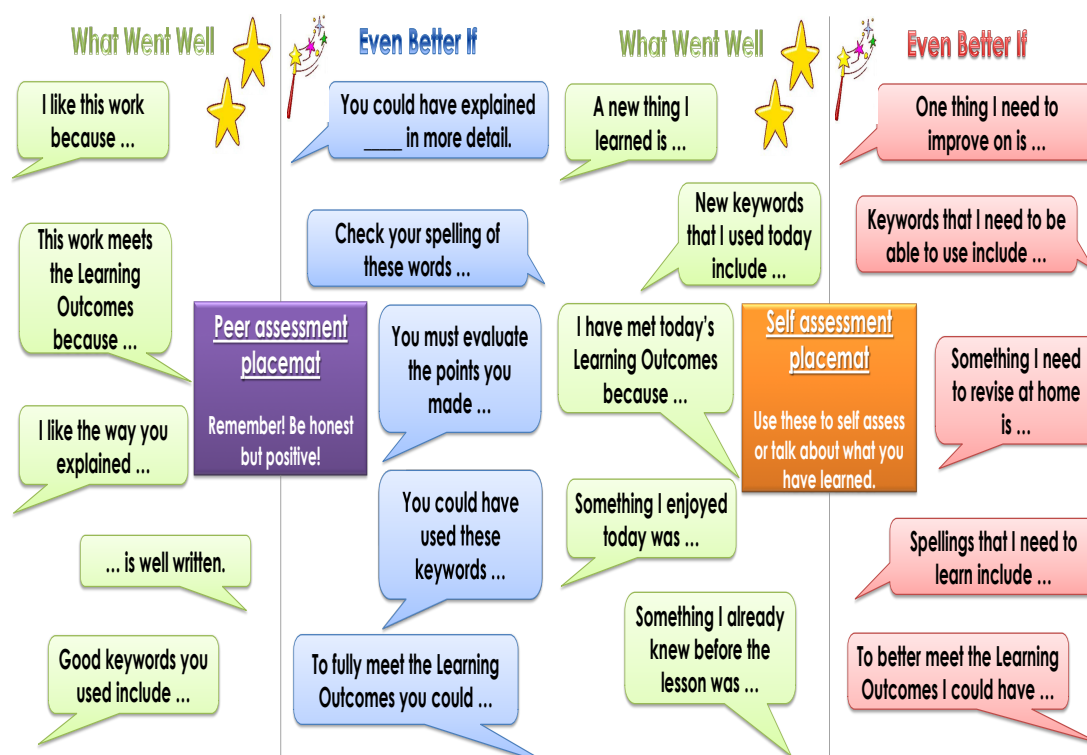 What Went Well
I like this work
because ...
This work meets
the Learning
Outcomes
because ...
I like the way you
explained ...
... is well written.
Good keywords you
used include ...
Peer assessment
placemat
Remember! Be honest
but positive!
Even Better If
You could have explained
____ in more detail.
Check your spelling of
these words ...
You must evaluate
the points you
made ...
You could have
used these
keywords ...
To fully meet the Learning
Outcomes you could ...
What Went Well
A new thing I
learned is ...
New keywords
that I used today
include ...
I have met today's
Learning Outcomes
because ...
Something I enjoyed
today was ...
Something I already
knew before the
lesson was ...
Self assessment
placemat
Use these to self assess
or talk about what you
have learned.
Even Better If
One thing I need to
improve on is ...
Keywords that I need to be
able to use include ...
Something I need
to revise at home
is ...
Spellings that I need to
learn include ...
To better meet the Learning
Outcomes I could have ...